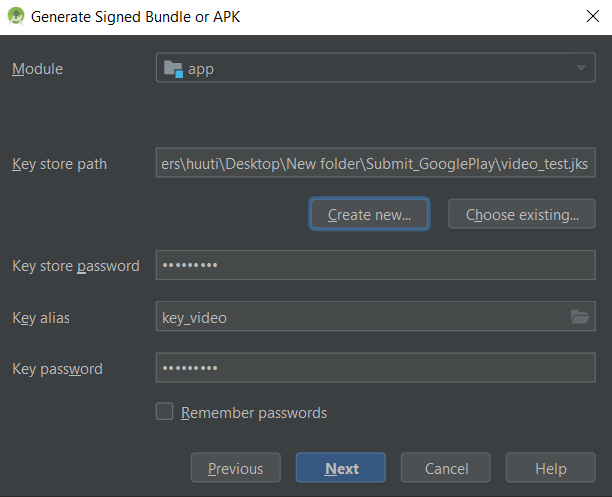 Generate Signed Bundle or APK
Module
app
Key store path
ers\huuti\Desktop\New folder\Submit_GooglePlay\video_test.jks
Create new...
Choose existing...
Key store password
•••••••••
Key alias
key_video
Key password
•••••••••
Remember passwords
Previous
Next
Cancel
Help